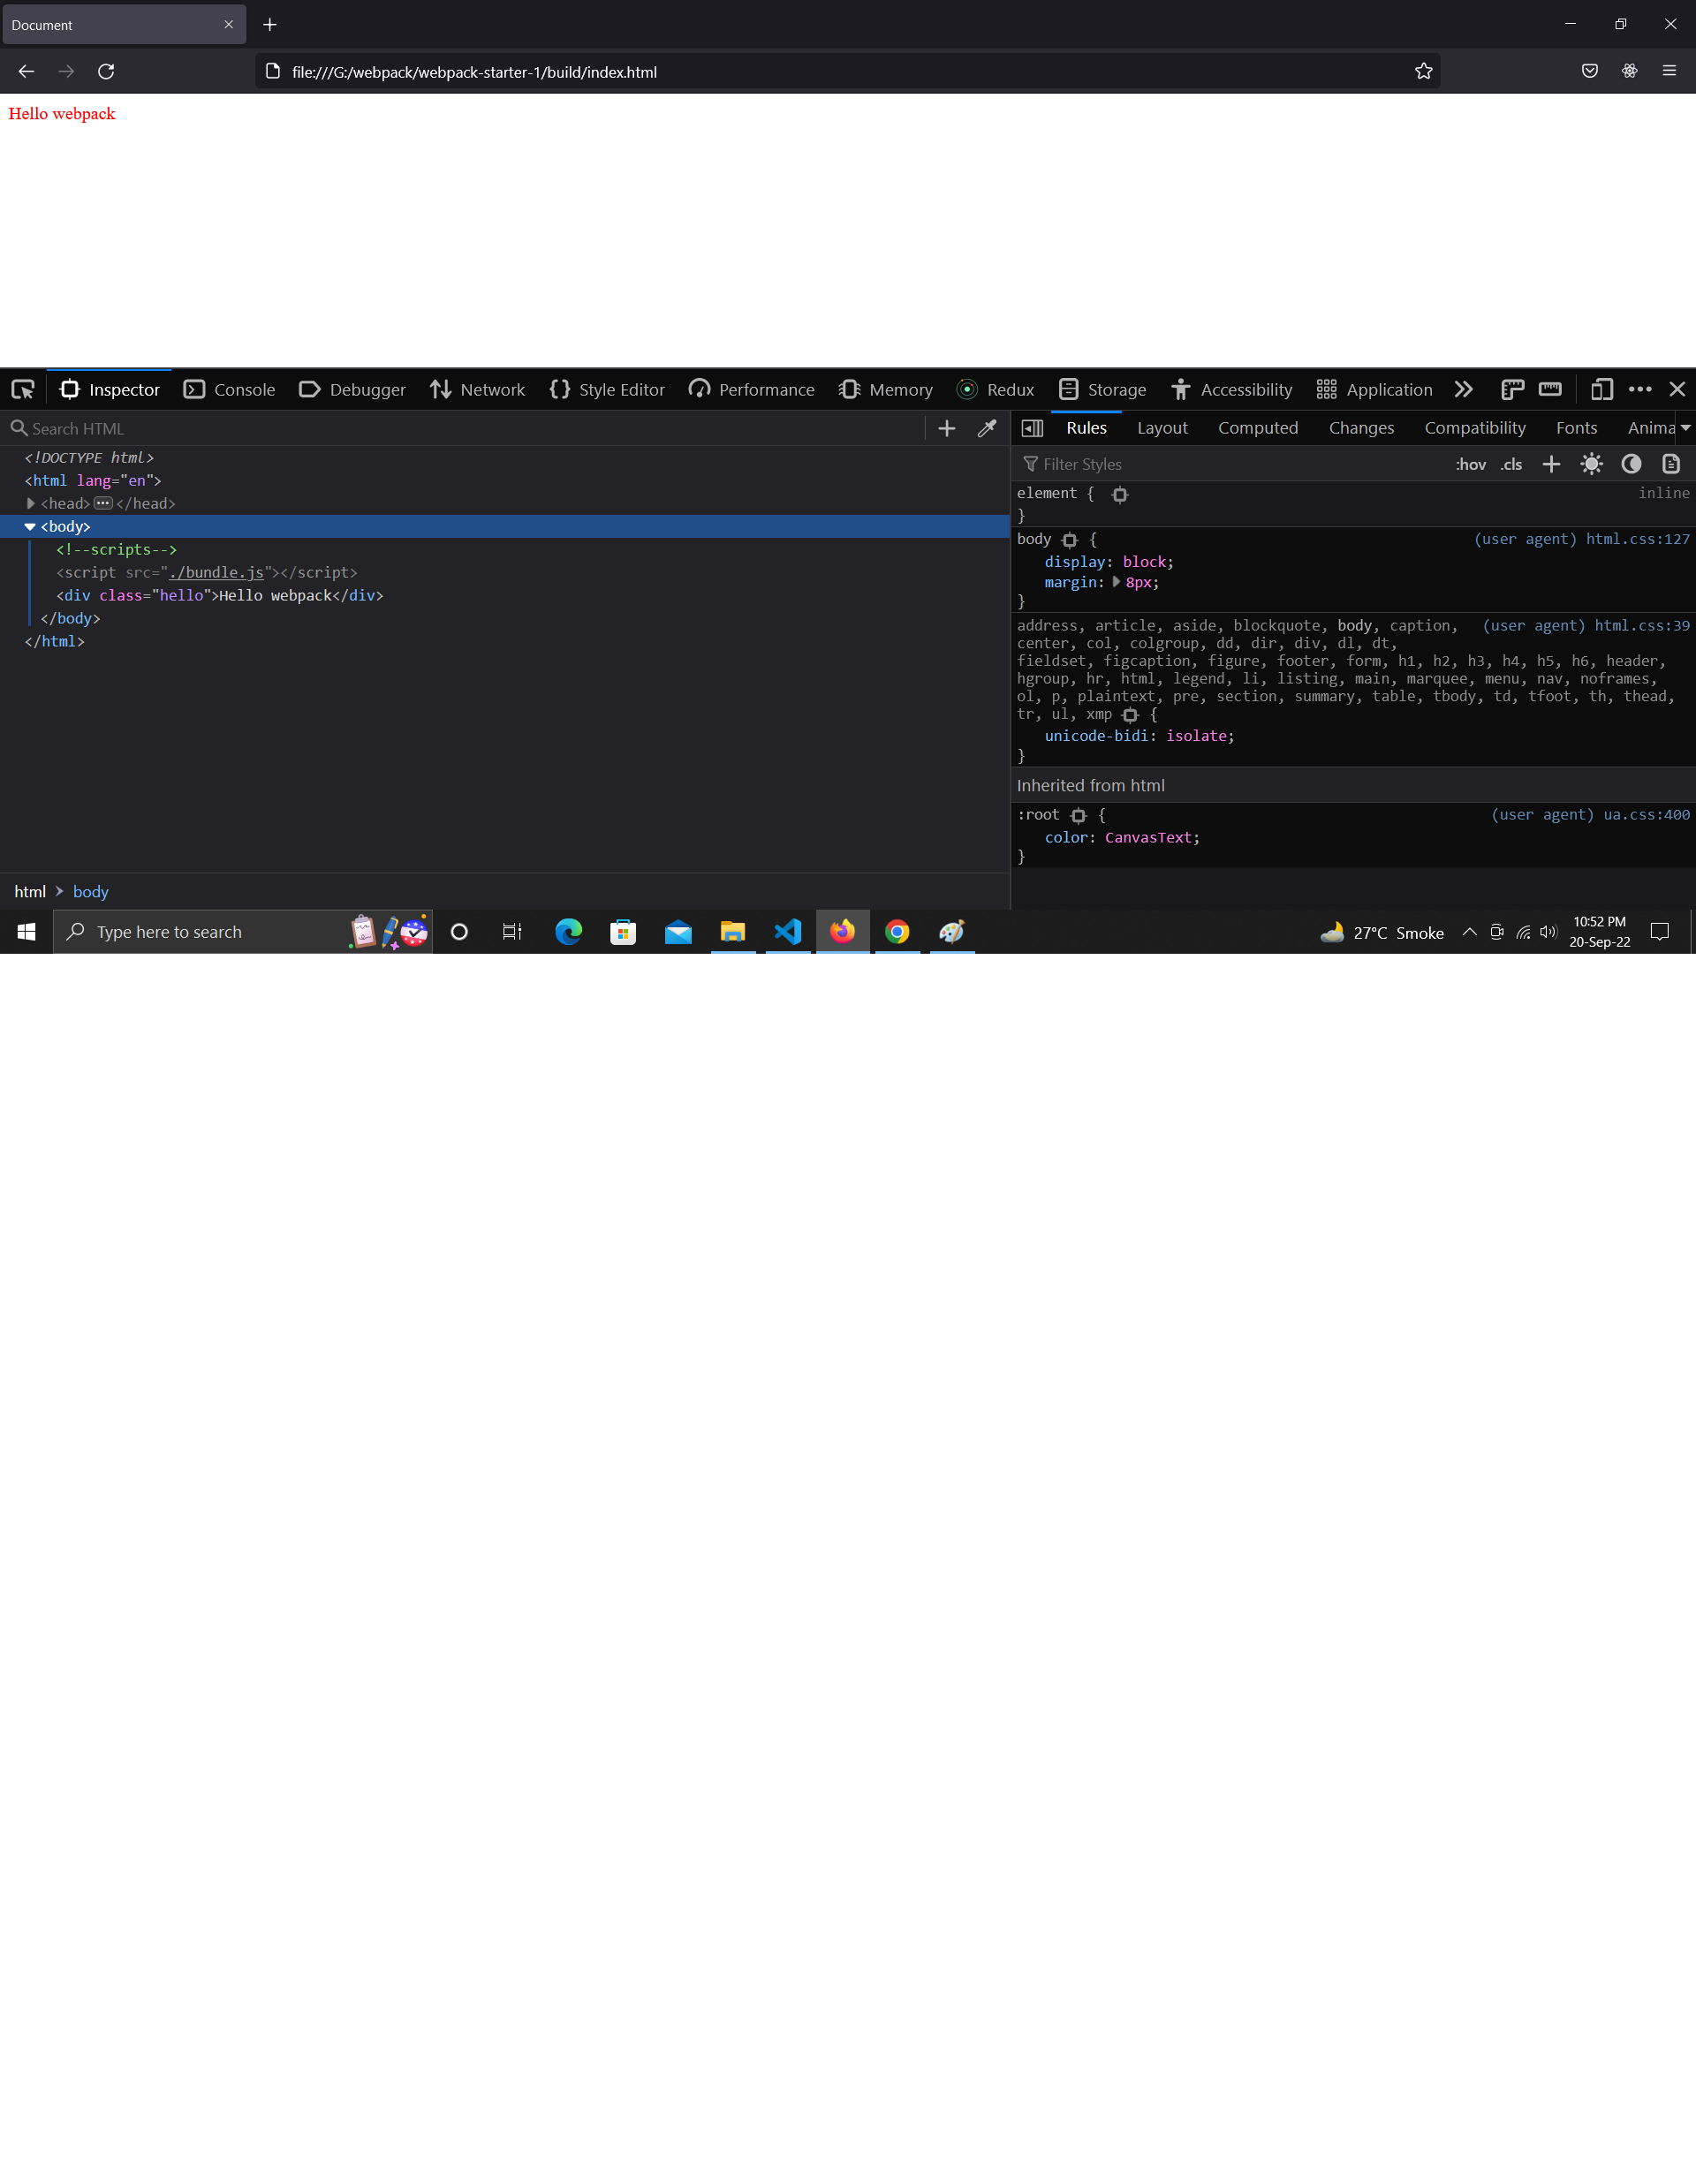 Document
file:///G:/webpack/webpack-starter-1/build/index.html
Hello webpack
Inspector Console Debugger Network Style Editor Performance Memory Redux Storage Accessibility Application
Search HTML
<!DOCTYPE html>
<html lang="en">
<head> ••• </head>
<body>
<!--scripts-->
<script src="./bundle.js"></script>
<div class="hello">Hello webpack</div>
</body>
</html>
html > body
Rules Layout Computed Changes Compatibility Fonts Anima
Filter Styles :hov .cls
element { inline
}
body { (user agent) html.css:127
display: block;
margin: 8px;
}
address, article, aside, blockquote, body, caption, (user agent) html.css:39
center, col, colgroup, dd, dir, div, dl, dt,
fieldset, figcaption, figure, footer, form, h1, h2, h3, h4, h5, h6, header,
hgroup, hr, html, legend, li, listing, main, marquee, menu, nav, noframes,
ol, p, plaintext, pre, section, summary, table, tbody, td, tfoot, th, thead,
tr, ul, xmp {
unicode-bidi: isolate;
}
Inherited from html
:root { (user agent) ua.css:400
color: CanvasText;
}
Type here to search
27°C Smoke
10:52 PM
20-Sep-22